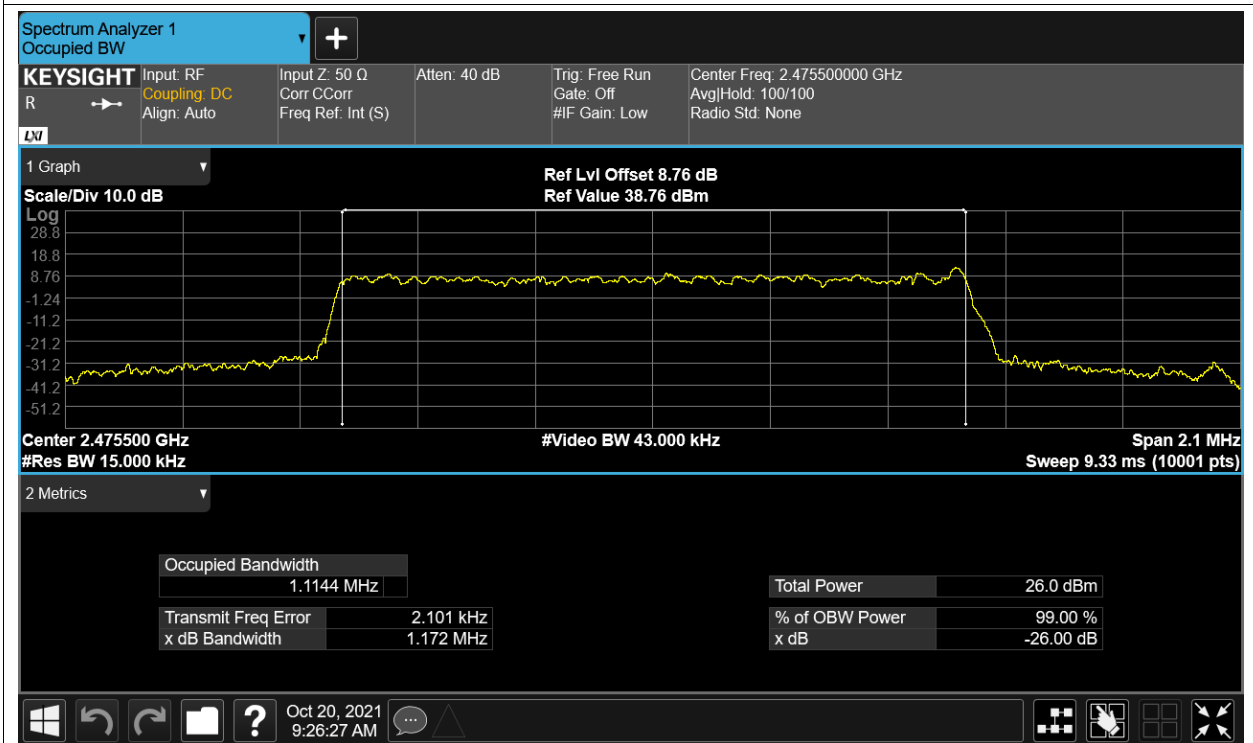 Spectrum Analyzer 1
Occupied BW
KEYSIGHT
R
LXI
Input: RF
Coupling: DC
Align: Auto
Input Z: 50 Ω
Corr CCorr
Freq Ref: Int (S)
Atten: 40 dB
Trig: Free Run
Gate: Off
#IF Gain: Low
Center Freq: 2.475500000 GHz
Avg|Hold: 100/100
Radio Std: None
1 Graph
Scale/Div 10.0 dB
Ref Lvl Offset 8.76 dB
Ref Value 38.76 dBm
Log
28.8
18.8
8.76
-1.24
-11.2
-21.2
-31.2
-41.2
-51.2
Center 2.475500 GHz
#Video BW 43.000 kHz
Span 2.1 MHz
#Res BW 15.000 kHz
Sweep 9.33 ms (10001 pts)
2 Metrics
Occupied Bandwidth
1.1144 MHz
Total Power 26.0 dBm
Transmit Freq Error 2.101 kHz
% of OBW Power 99.00 %
x dB Bandwidth 1.172 MHz
x dB -26.00 dB
?
Oct 20, 2021
9:26:27 AM